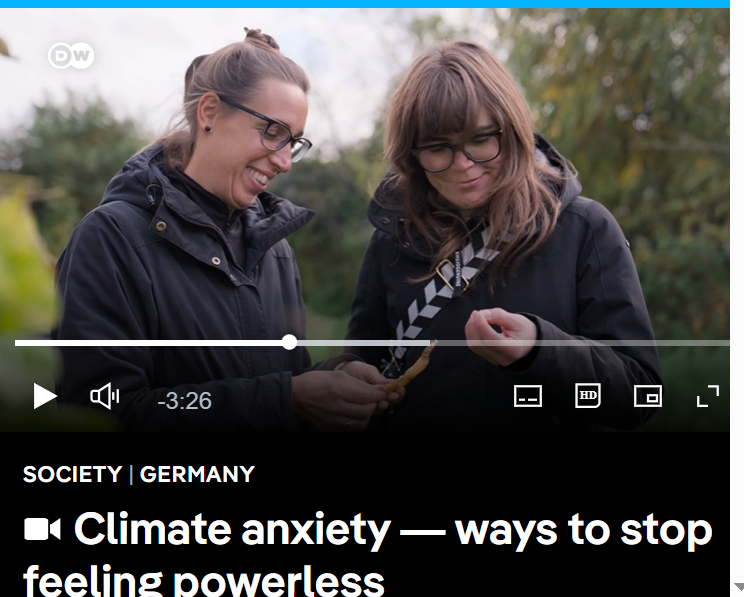 DW
HD
-3:26
SOCIETY | GERMANY
Climate anxiety — ways to stop
feeling powerless